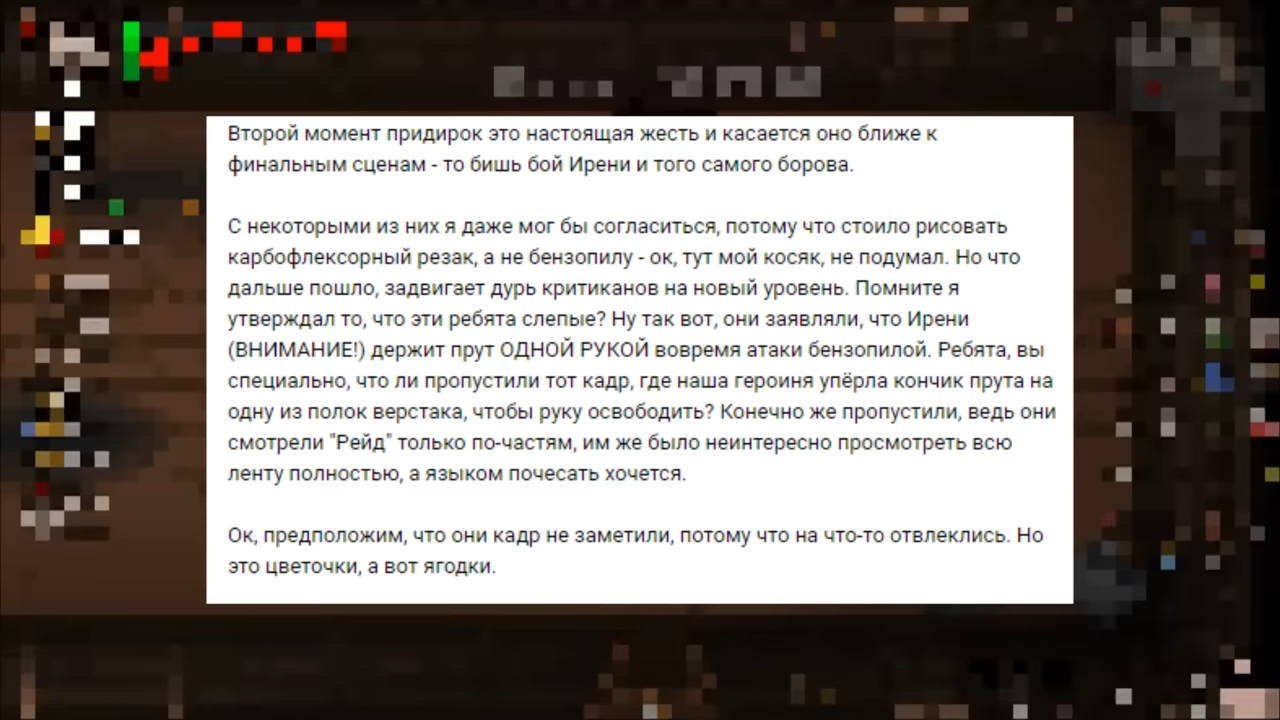 Второй момент придирок это настоящая жесть и касается оно ближе к
финальным сценам - то бишь бой Ирени и того самого борова.
С некоторыми из них я даже мог бы согласиться, потому что стоило рисовать
карбофлексорный резак, а не бензопилу - ок, тут мой косяк, не подумал. Но что
дальше пошло, задвигает дурь критиканов на новый уровень. Помните я
утверждал то, что эти ребята слепые? Ну так вот, они заявляли, что Ирени
(ВНИМАНИЕ!) держит прут ОДНОЙ РУКОЙ вовремя атаки бензопилой. Ребята, вы
специально, что ли пропустили тот кадр, где наша героиня упёрла кончик прута на
одну из полок верстака, чтобы руку освободить? Конечно же пропустили, ведь они
смотрели "Рейд" только по-частям, им же было неинтересно просмотреть всю
ленту полностью, а языком почесать хочется.
Ок, предположим, что они кадр не заметили, потому что на что-то отвлеклись. Но
это цветочки, а вот ягодки.